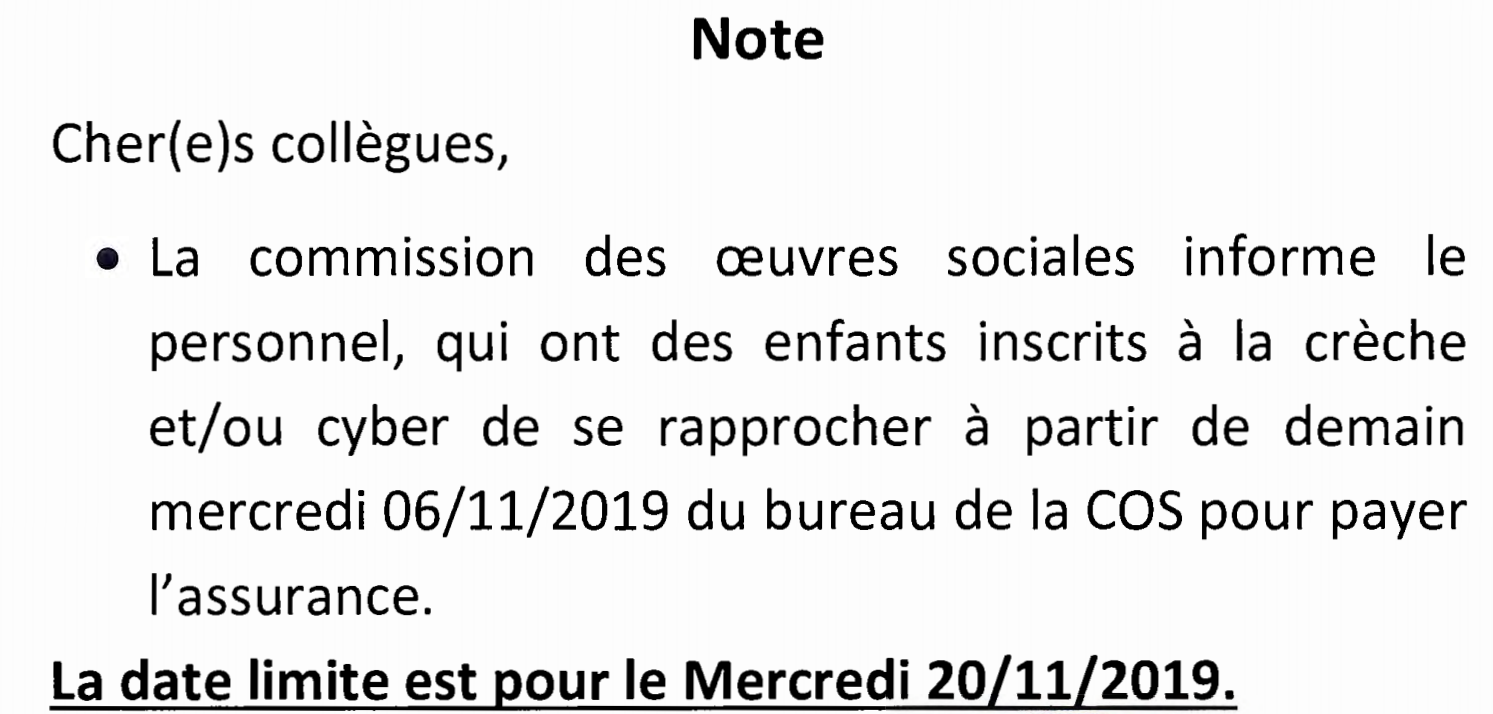 Note
Cher(e)s collègues,
• La commission des œuvres sociales informe le
personnel, qui ont des enfants inscrits à la crèche
et/ou cyber de se rapprocher à partir de demain
mercredi 06/11/2019 du bureau de la COS pour payer
l’assurance.
La date limite est pour le Mercredi 20/11/2019.